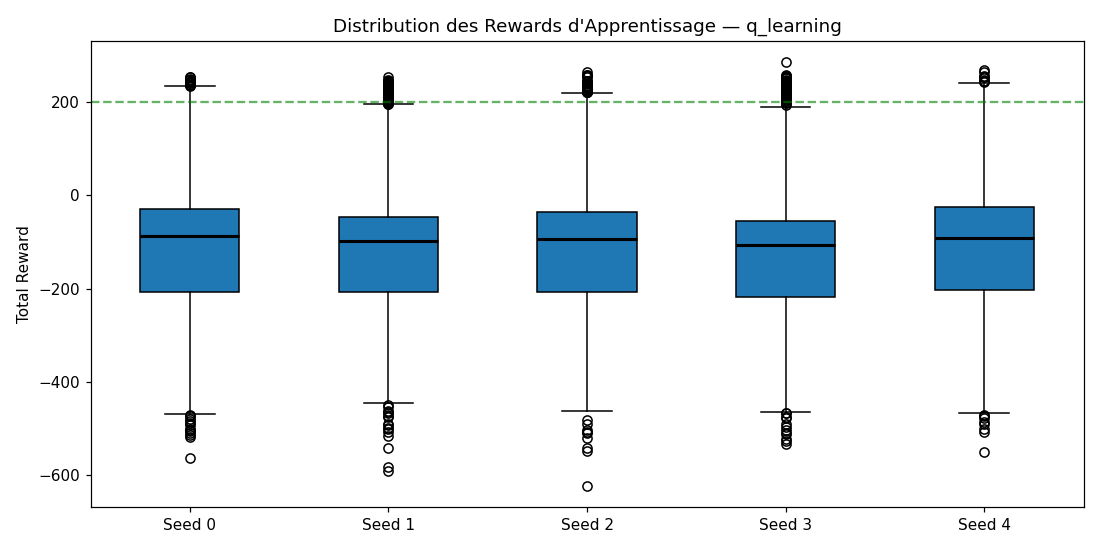 Distribution des Rewards d'Apprentissage — q_learning
Total Reward
200
0
−200
−400
−600
Seed 0
Seed 1
Seed 2
Seed 3
Seed 4